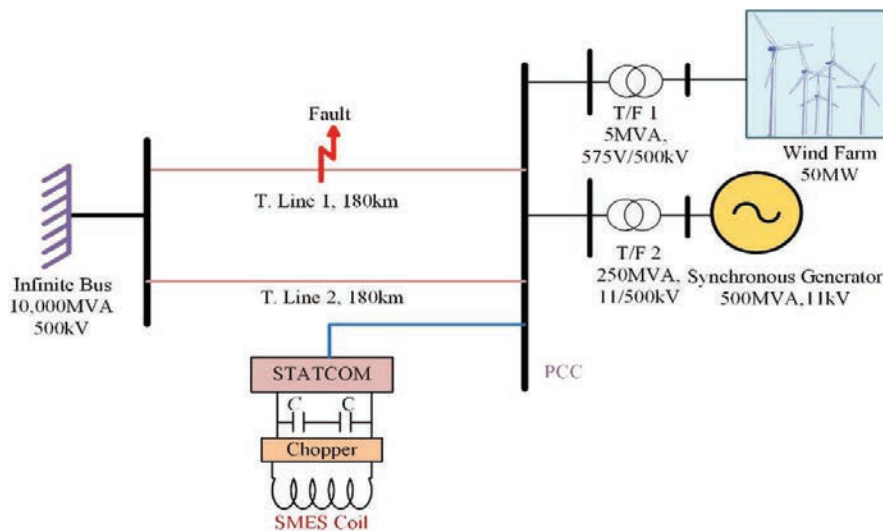 Fault
T. Line 1, 180km
T. Line 2, 180km
Infinite Bus
10,000MVA
500kV
T/F 1
5MVA,
575V/500kV
Wind Farm
50MW
T/F 2
250MVA,
11/500kV
Synchronous Generator
500MVA,11kV
PCC
STATCOM
C C
Chopper
SMES Coil